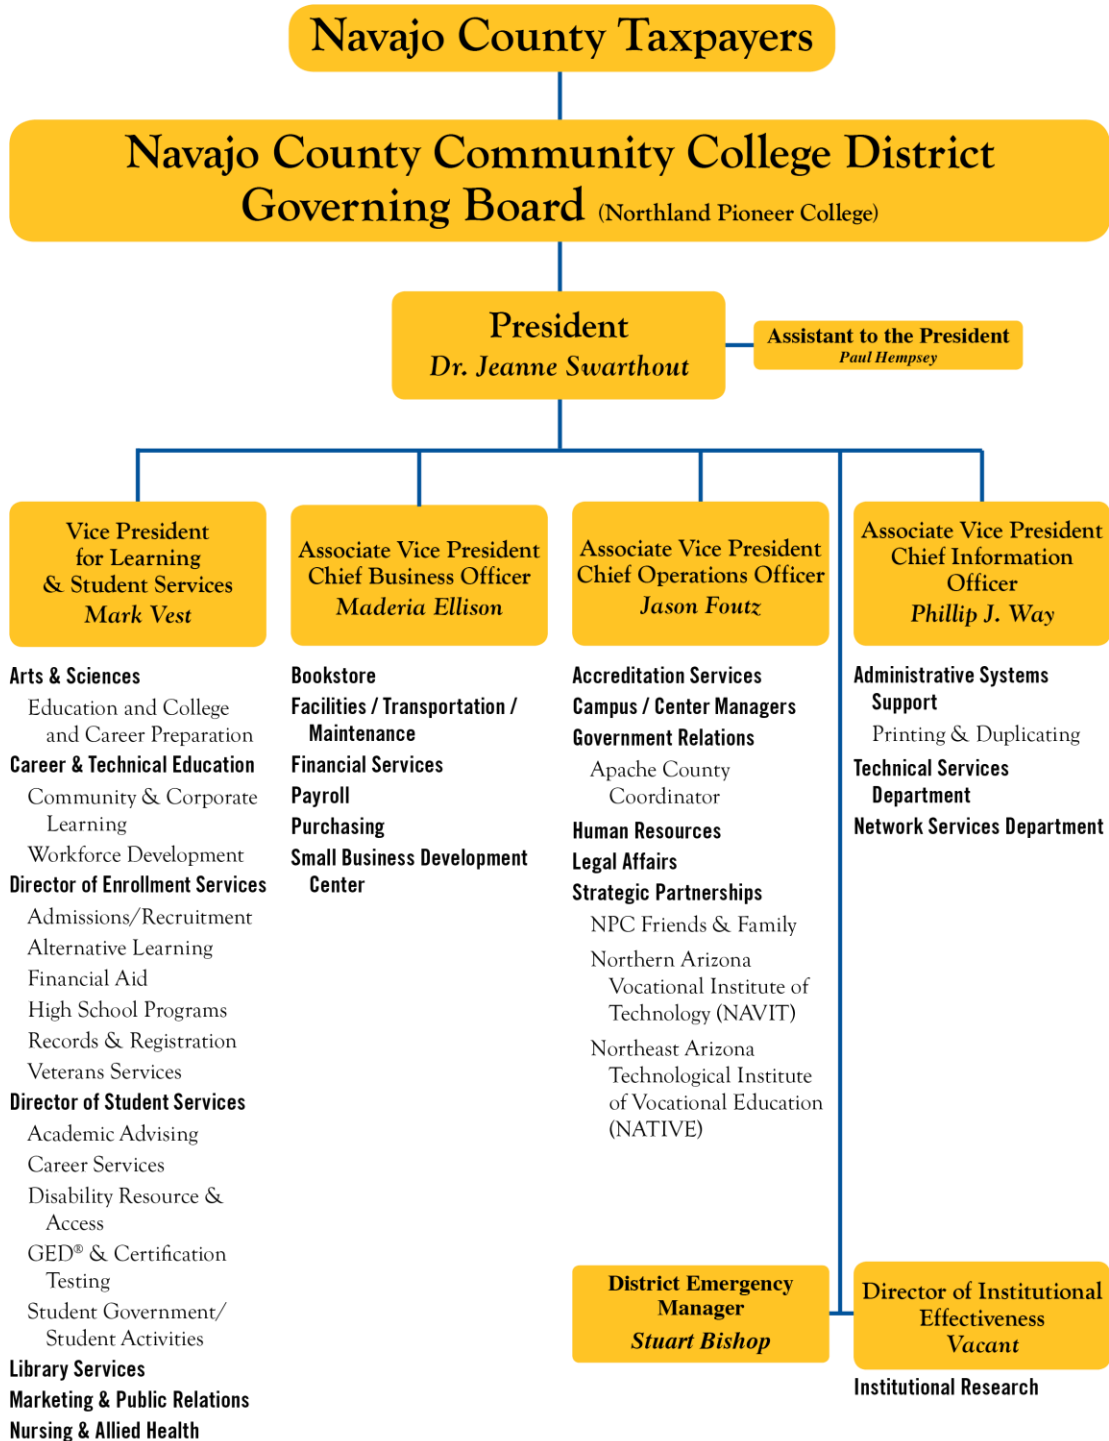 Navajo County Taxpayers
Navajo County Community College District
Governing Board (Northland Pioneer College)
President
Dr. Jeanne Swarthout
Assistant to the President
Paul Hempsey
Vice President
for Learning
& Student Services
Mark Vest
Arts & Sciences
Education and College
and Career Preparation
Career & Technical Education
Community & Corporate
Learning
Workforce Development
Director of Enrollment Services
Admissions/Recruitment
Alternative Learning
Financial Aid
High School Programs
Records & Registration
Veterans Services
Director of Student Services
Academic Advising
Career Services
Disability Resource &
Access
GED® & Certification
Testing
Student Government/
Student Activities
Library Services
Marketing & Public Relations
Nursing & Allied Health
Associate Vice President
Chief Business Officer
Maderia Ellison
Bookstore
Facilities / Transportation /
Maintenance
Financial Services
Payroll
Purchasing
Small Business Development
Center
Associate Vice President
Chief Operations Officer
Jason Foutz
Accreditation Services
Campus / Center Managers
Government Relations
Apache County
Coordinator
Human Resources
Legal Affairs
Strategic Partnerships
NPC Friends & Family
Northern Arizona
Vocational Institute of
Technology (NAVIT)
Northeast Arizona
Technological Institute
of Vocational Education
(NATIVE)
Associate Vice President
Chief Information
Officer
Phillip J. Way
Administrative Systems
Support
Printing & Duplicating
Technical Services
Department
Network Services Department
District Emergency
Manager
Stuart Bishop
Director of Institutional
Effectiveness
Vacant
Institutional Research